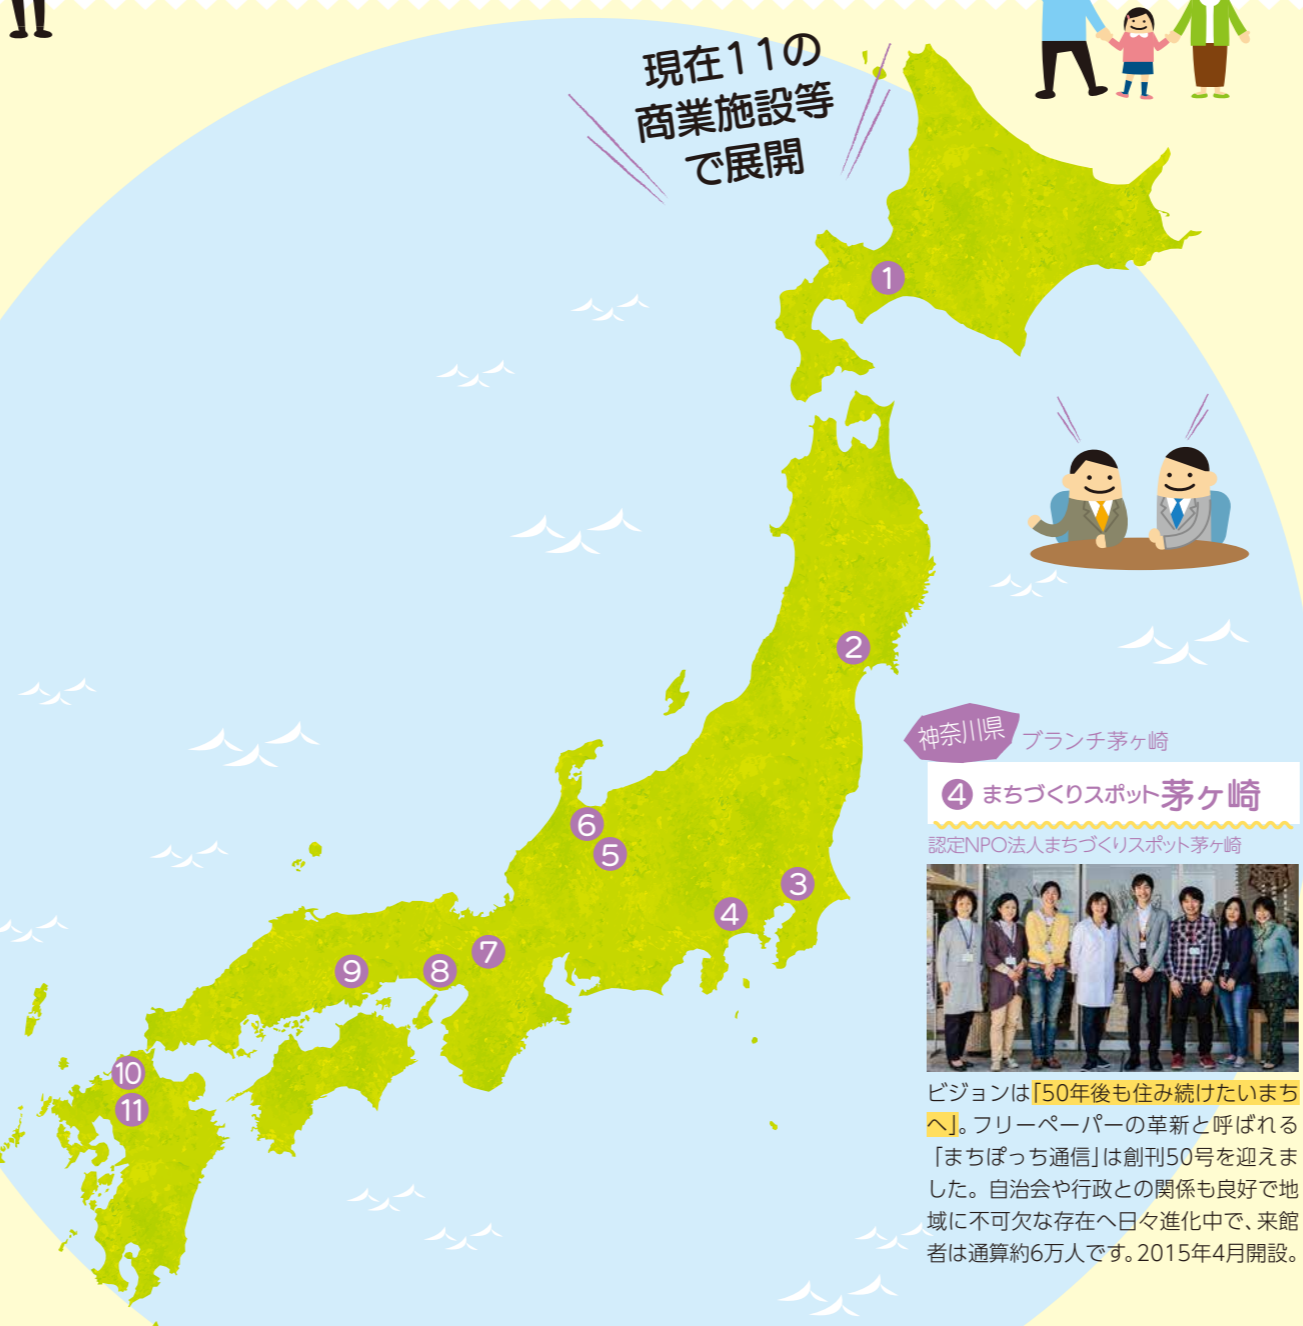 現在11の
商業施設等
で展開
1
2
3
4
5
6
7
8
9
10
11
神奈川県
ブランチ茅ヶ崎
4 まちづくりスポット茅ヶ崎
認定NPO法人まちづくりスポット茅ヶ崎
ビジョンは「50年後も住み続けたいまち
へ」。フリーペーパーの革新と呼ばれる
「まちぽっち通信」は創刊50号を迎えま
した。自治会や行政との関係も良好で地
域に不可欠な存在へ日々進化中で、来館
者は通算約6万人です。2015年4月開設。